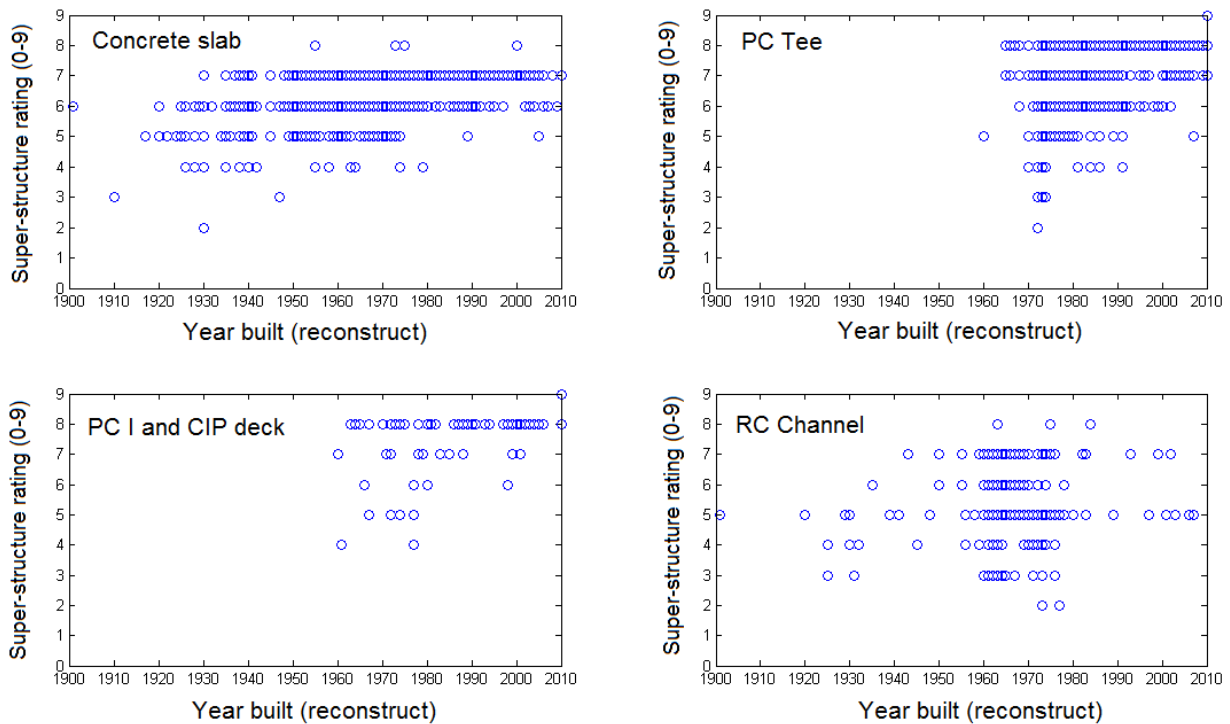 Concrete slab
Super-structure rating (0-9)
9
8
7
6
5
4
3
2
1
0
1900 1910 1920 1930 1940 1950 1960 1970 1980 1990 2000 2010
Year built (reconstruct)
PC Tee
Super-structure rating (0-9)
9
8
7
6
5
4
3
2
1
0
1900 1910 1920 1930 1940 1950 1960 1970 1980 1990 2000 2010
Year built (reconstruct)
PC I and CIP deck
Super-structure rating (0-9)
9
8
7
6
5
4
3
2
1
0
1900 1910 1920 1930 1940 1950 1960 1970 1980 1990 2000 2010
Year built (reconstruct)
RC Channel
Super-structure rating (0-9)
9
8
7
6
5
4
3
2
1
0
1900 1910 1920 1930 1940 1950 1960 1970 1980 1990 2000 2010
Year built (reconstruct)